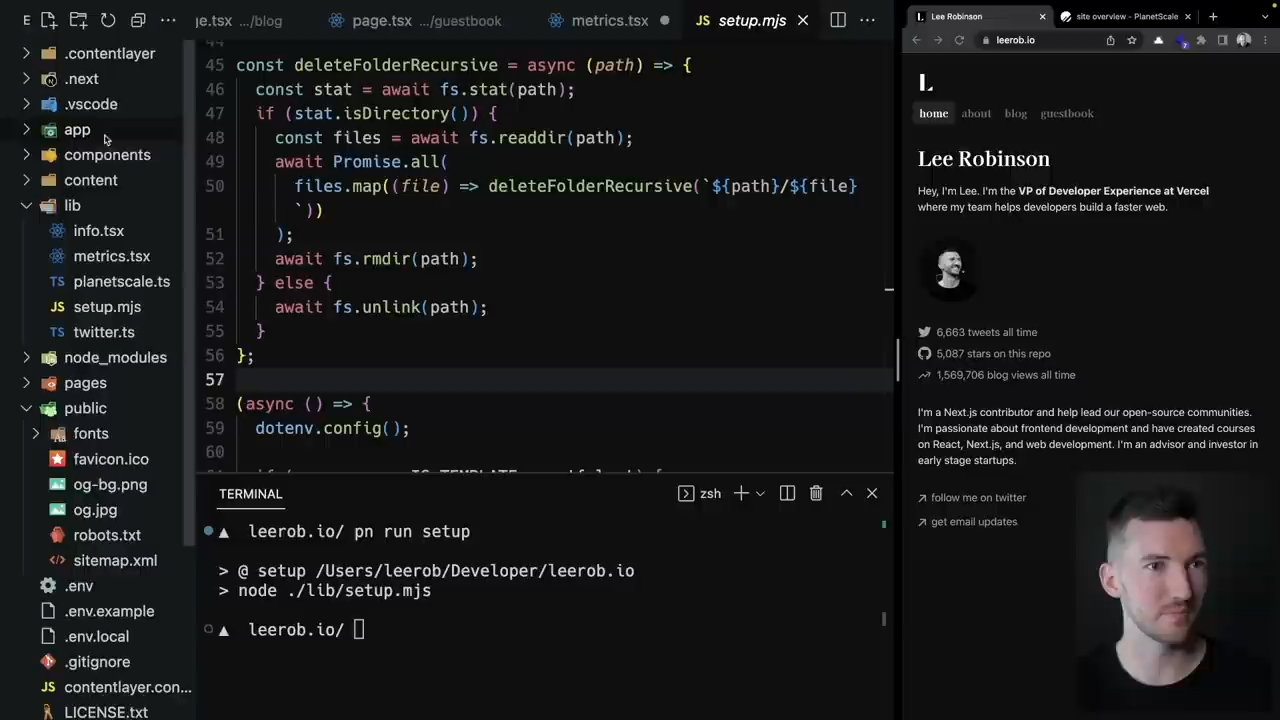 E
ge.tsx .../blog
page.tsx .../guestbook
metrics.tsx
JS setup.mjs
.contentlayer
.next
.vscode
app
components
content
lib
info.tsx
metrics.tsx
TS planetscale.ts
JS setup.mjs
TS twitter.ts
node_modules
pages
public
fonts
favicon.ico
og-bg.png
og.jpg
robots.txt
sitemap.xml
.env
.env.example
.env.local
.gitignore
contentlayer.con...
LICENSE.txt
44
45 const deleteFolderRecursive = async (path) => {
46 const stat = await fs.stat(path);
47 if (stat.isDirectory()) {
48 const files = await fs.readdir(path);
49 await Promise.all(
50 files.map((file) => deleteFolderRecursive(`${path}/${file}
`))
51 );
52 await fs.rmdir(path);
53 } else {
54 await fs.unlink(path);
55 }
56 };
57
58 (async () => {
59 dotenv.config();
60
TERMINAL
zsh
leerob.io/ pn run setup
> @ setup /Users/leerob/Developer/leerob.io
> node ./lib/setup.mjs
leerob.io/
Lee Robinson
site overview - PlanetScale
leerob.io
L
home about blog guestbook
Lee Robinson
Hey, I'm Lee. I'm the VP of Developer Experience at Vercel
where my team helps developers build a faster web.
6,663 tweets all time
5,087 stars on this repo
1,569,706 blog views all time
I'm a Next.js contributor and help lead our open-source communities.
I'm passionate about frontend development and have created courses
on React, Next.js, and web development. I'm an advisor and investor in
early stage startups.
follow me on twitter
get email updates